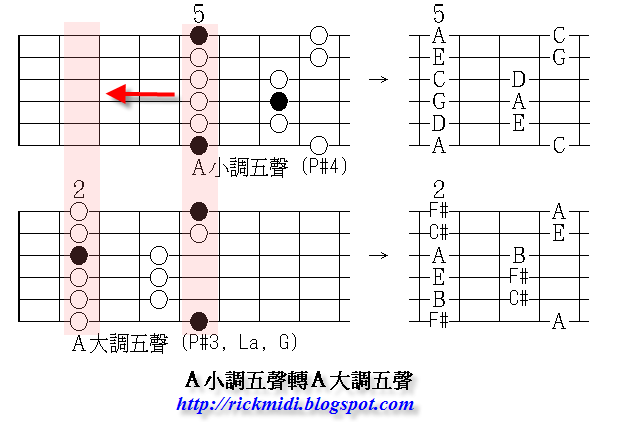 5 5
A C
E G
C D
→
G A
D E
A C
A小調五聲 (P#4)
2 2
F# A
C# E
A B
→
E F#
B C#
F# A
A大調五聲 (P#3, La, G)
A小調五聲轉A大調五聲
http://rickmidi.blogspot.com